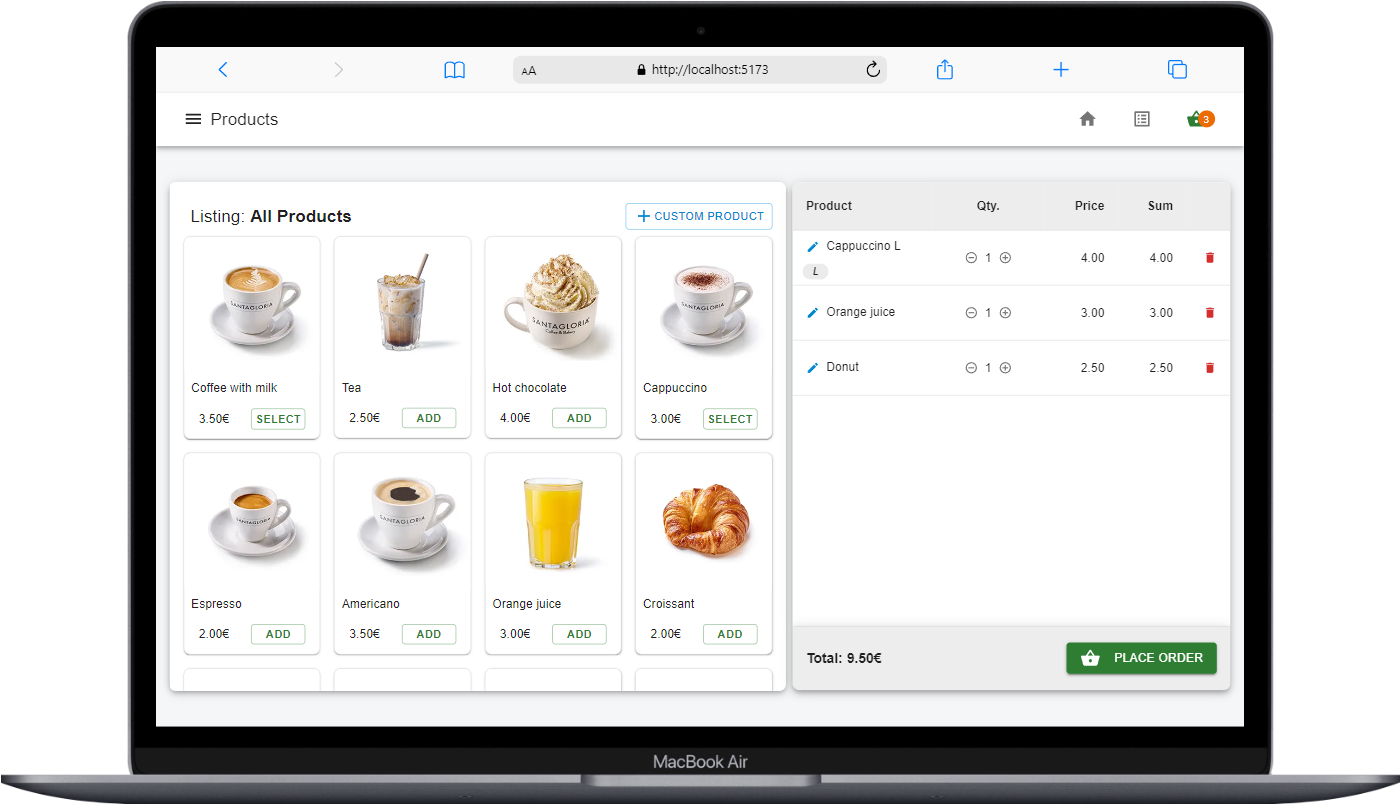 AA http://localhost:5173
Products
3
Listing: All Products
CUSTOM PRODUCT
SANTAGLORIA
SANTAGLORIA
Coffee & Bakery
SANTAGLORIA
Coffee with milk
Tea
Hot chocolate
Cappuccino
3.50€ SELECT
2.50€ ADD
4.00€ ADD
3.00€ SELECT
SANTAGLORIA
SANTAGLORIA
Espresso
Americano
Orange juice
Croissant
2.00€ ADD
3.50€ ADD
3.00€ ADD
2.00€ ADD
Product Qty. Price Sum
Cappuccino L 1 4.00 4.00
L
Orange juice 1 3.00 3.00
Donut 1 2.50 2.50
Total: 9.50€ PLACE ORDER
MacBook Air